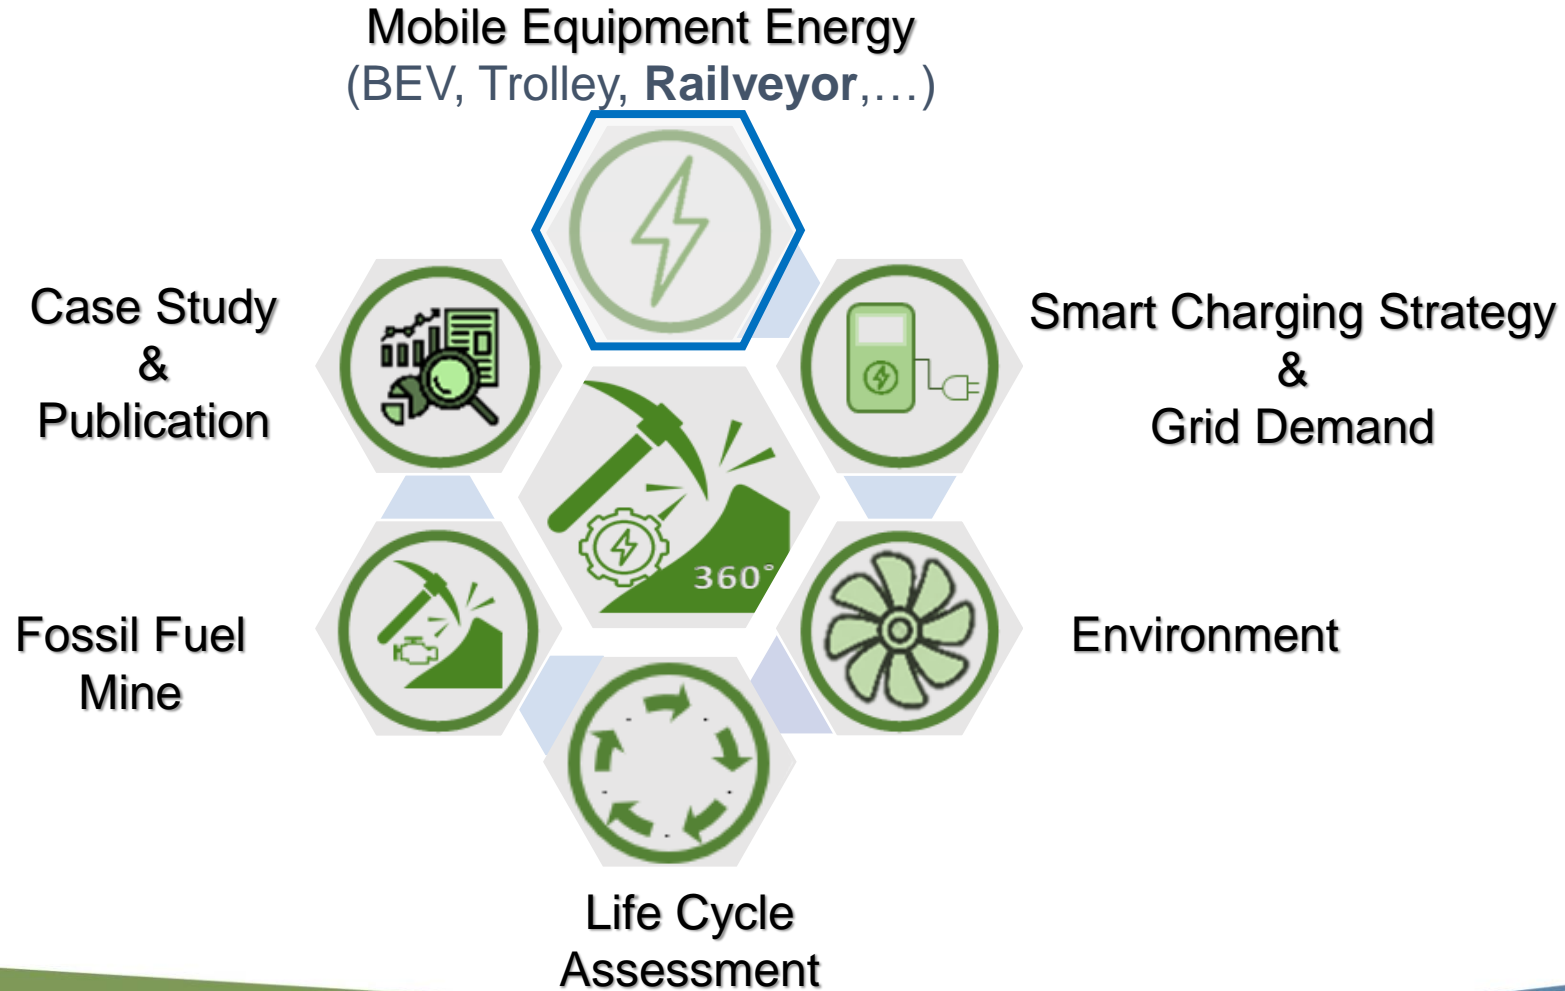 Mobile Equipment Energy
(BEV, Trolley, Railveyor,…)
Case Study
&
Publication
Smart Charging Strategy
&
Grid Demand
360°
Fossil Fuel
Mine
Environment
Life Cycle
Assessment